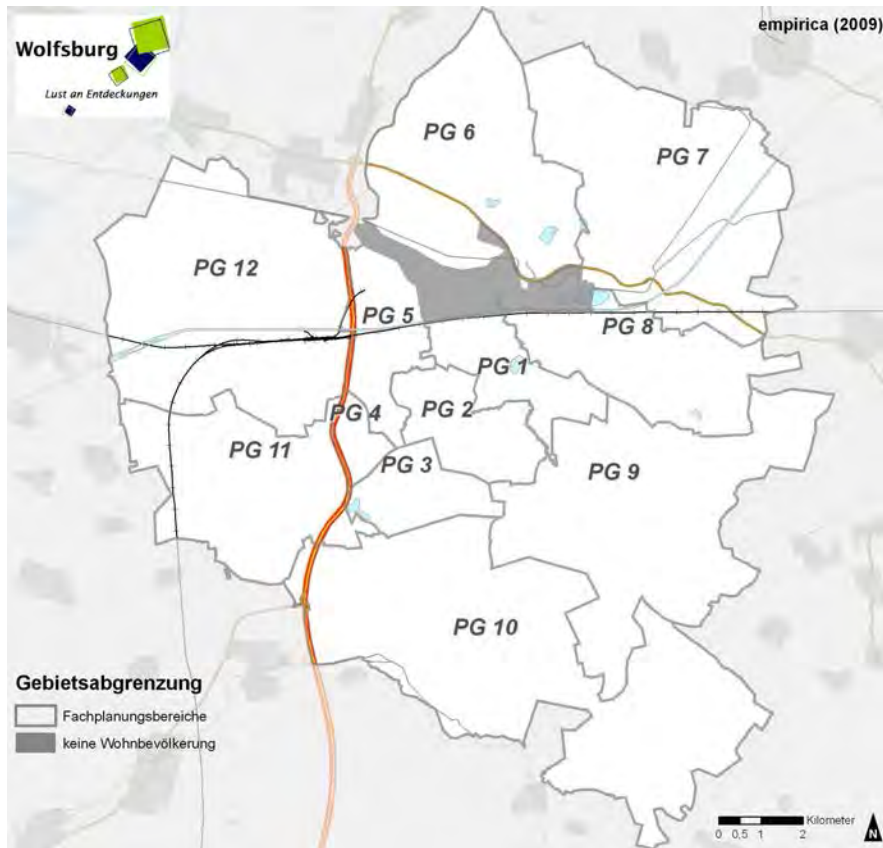 Wolfsburg
Lust an Entdeckungen
empirica (2009)
PG 6
PG 7
PG 12
PG 5
PG 8
PG 1
PG 4
PG 2
PG 11
PG 3
PG 9
PG 10
Gebietsabgrenzung
Fachplanungsbereiche
keine Wohnbevölkerung
Kilometer
0 0,5 1 2
N